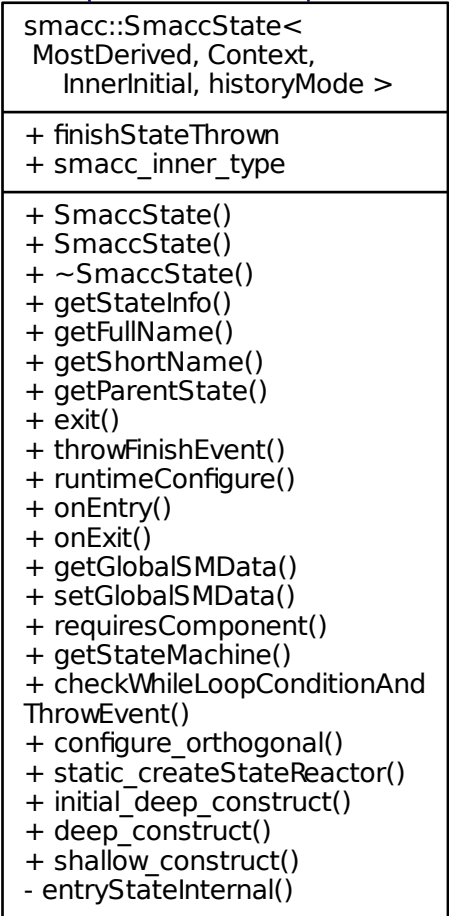 smacc::SmaccState<
MostDerived, Context,
InnerInitial, historyMode >
+ finishStateThrown
+ smacc_inner_type
+ SmaccState()
+ SmaccState()
+ ~SmaccState()
+ getStateInfo()
+ getFullName()
+ getShortName()
+ getParentState()
+ exit()
+ throwFinishEvent()
+ runtimeConfigure()
+ onEntry()
+ onExit()
+ getGlobalSMData()
+ setGlobalSMData()
+ requiresComponent()
+ getStateMachine()
+ checkWhileLoopConditionAnd
ThrowEvent()
+ configure_orthogonal()
+ static_createStateReactor()
+ initial_deep_construct()
+ deep_construct()
+ shallow_construct()
- entryStateInternal()